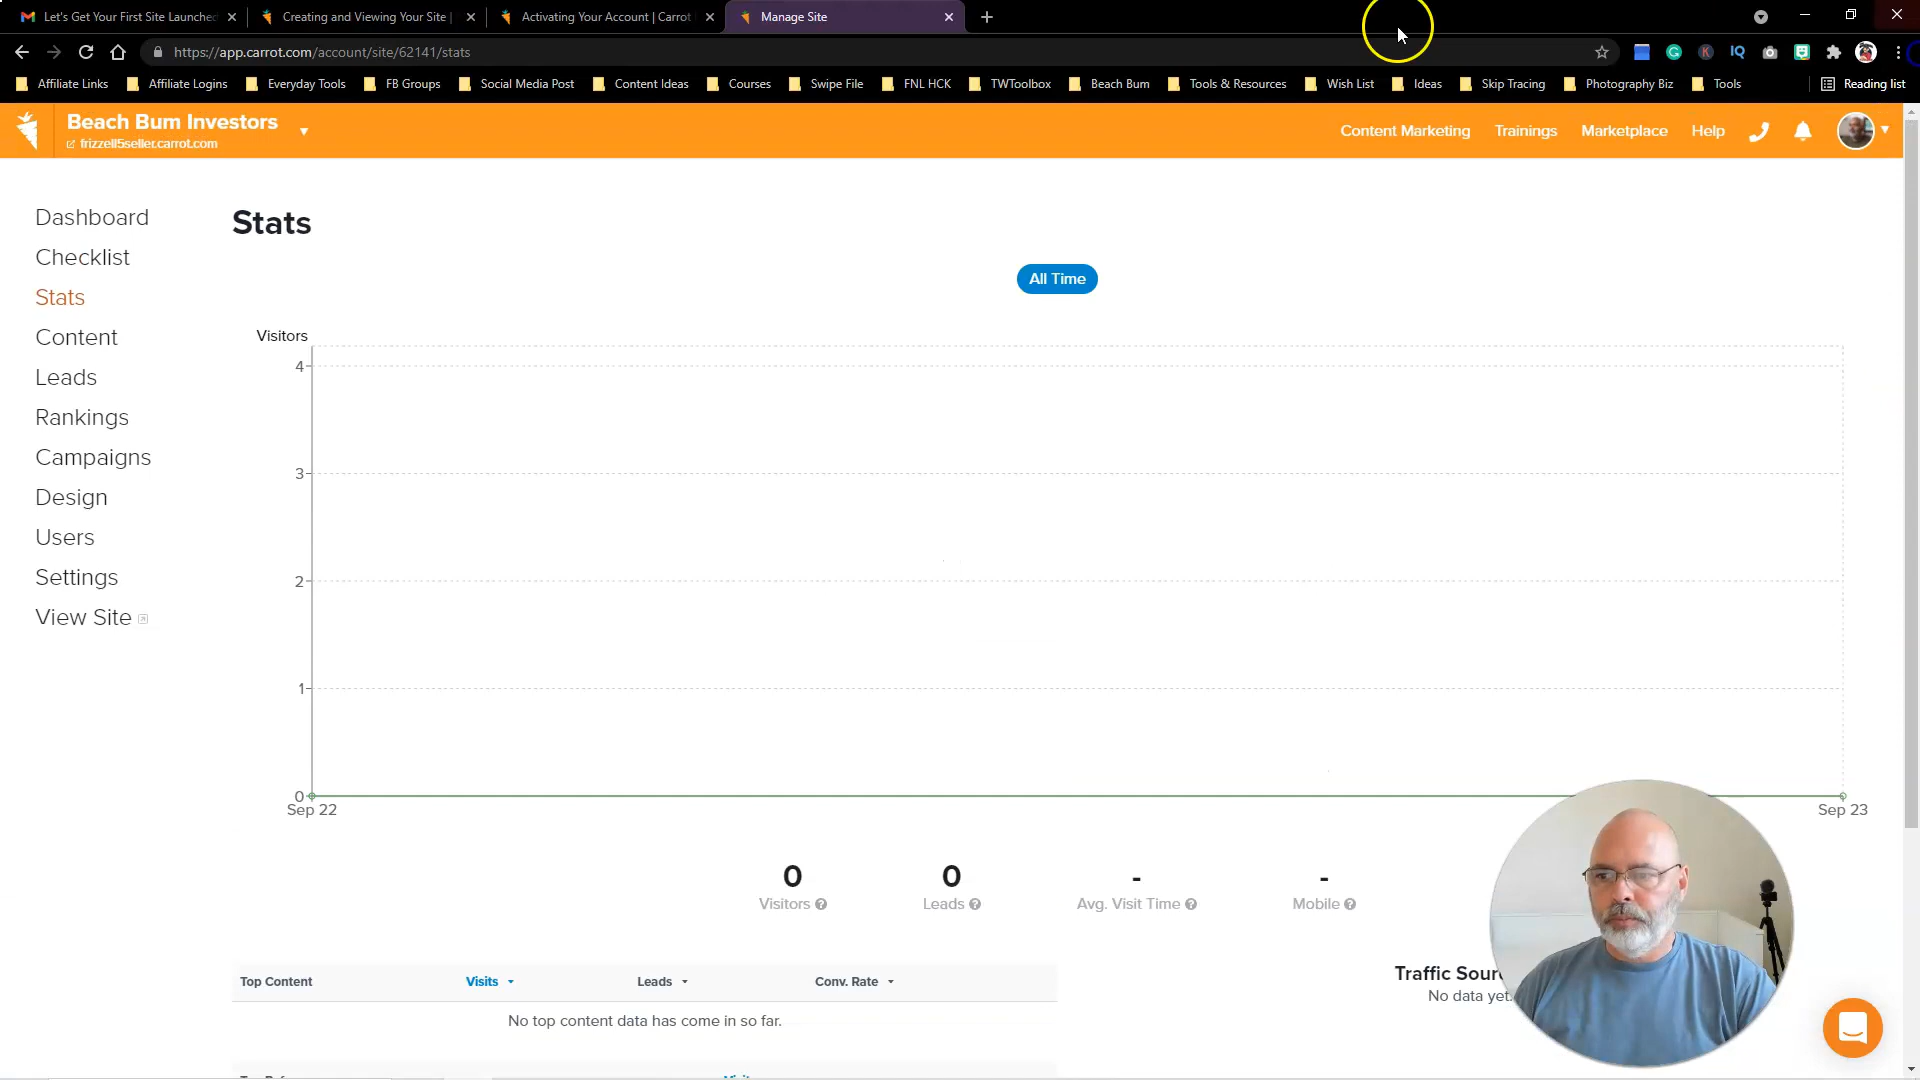 Let's Get Your First Site Launche
Creating and Viewing Your Site |
Activating Your Account | Carrot
Manage Site
https://app.carrot.com/account/site/62141/stats
Affiliate Links
Affiliate Logins
Everyday Tools
FB Groups
Social Media Post
Content Ideas
Courses
Swipe File
FNL HCK
TWToolbox
Beach Bum
Tools & Resources
Wish List
Ideas
Skip Tracing
Photography Biz
Tools
Reading list
Beach Bum Investors
frizzell5seller.carrot.com
Content Marketing
Trainings
Marketplace
Help
Dashboard
Checklist
Stats
Content
Leads
Rankings
Campaigns
Design
Users
Settings
View Site
Stats
All Time
Visitors
4
3
2
1
0
Sep 22
Sep 23
0
Visitors
0
Leads
-
Avg. Visit Time
-
Mobile
Top Content
Visits
Leads
Conv. Rate
No top content data has come in so far.
Traffic Sour
No data yet.